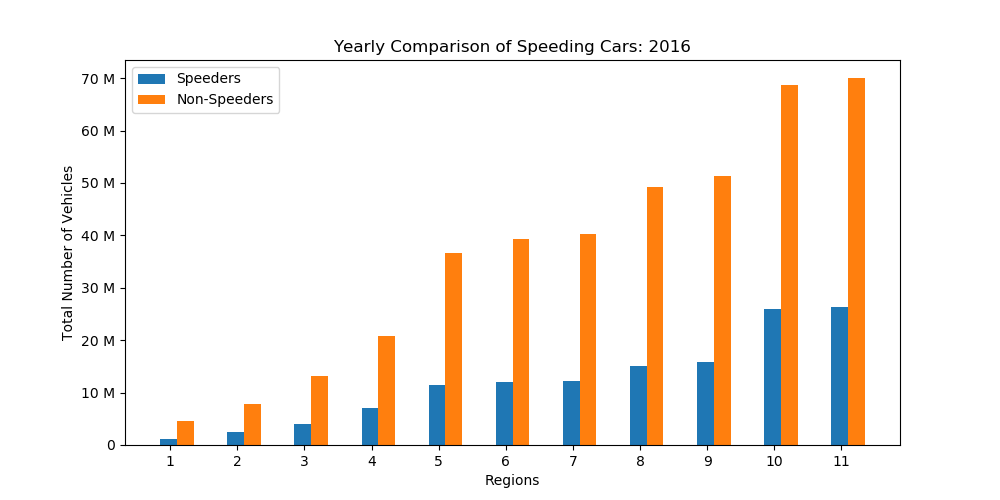 Yearly Comparison of Speeding Cars: 2016
Speeders
Non-Speeders
Total Number of Vehicles
70 M
60 M
50 M
40 M
30 M
20 M
10 M
0
1 2 3 4 5 6 7 8 9 10 11
Regions